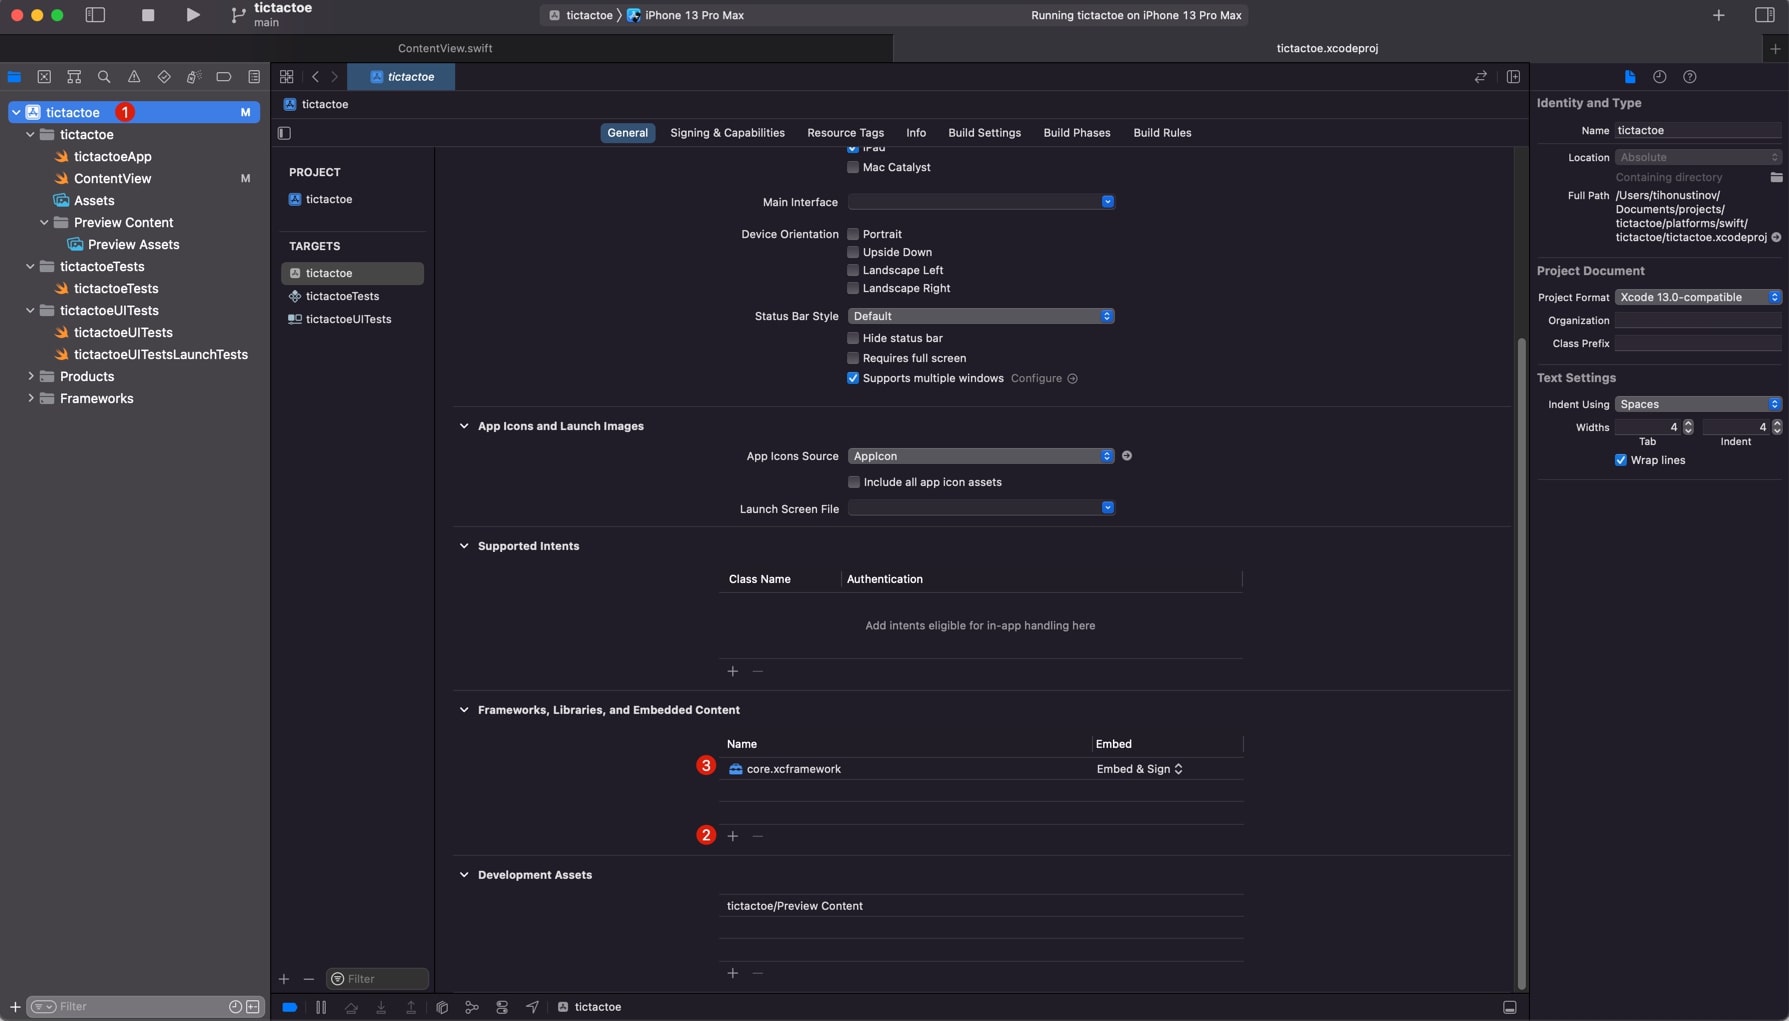 tictactoe
main
tictactoe 〉 iPhone 13 Pro Max
Running tictactoe on iPhone 13 Pro Max
ContentView.swift
tictactoe.xcodeproj
tictactoe
tictactoe 1 M
tictactoe
tictactoeApp
ContentView M
Assets
Preview Content
Preview Assets
tictactoeTests
tictactoeTests
tictactoeUITests
tictactoeUITests
tictactoeUITestsLaunchTests
Products
Frameworks
Filter
tictactoe
General Signing & Capabilities Resource Tags Info Build Settings Build Phases Build Rules
PROJECT
tictactoe
TARGETS
tictactoe
tictactoeTests
tictactoeUITests
Filter
iPad
Mac Catalyst
Main Interface
Device Orientation Portrait
Upside Down
Landscape Left
Landscape Right
Status Bar Style Default
Hide status bar
Requires full screen
Supports multiple windows Configure
App Icons and Launch Images
App Icons Source AppIcon
Include all app icon assets
Launch Screen File
Supported Intents
Class Name Authentication
Add intents eligible for in-app handling here
Frameworks, Libraries, and Embedded Content
Name Embed
3 core.xcframework Embed & Sign
2
Development Assets
tictactoe/Preview Content
tictactoe
Identity and Type
Name tictactoe
Location Absolute
Containing directory
Full Path /Users/tihonustinov/
Documents/projects/
tictactoe/platforms/swift/
tictactoe/tictactoe.xcodeproj
Project Document
Project Format Xcode 13.0-compatible
Organization
Class Prefix
Text Settings
Indent Using Spaces
Widths 4 4
Tab Indent
Wrap lines